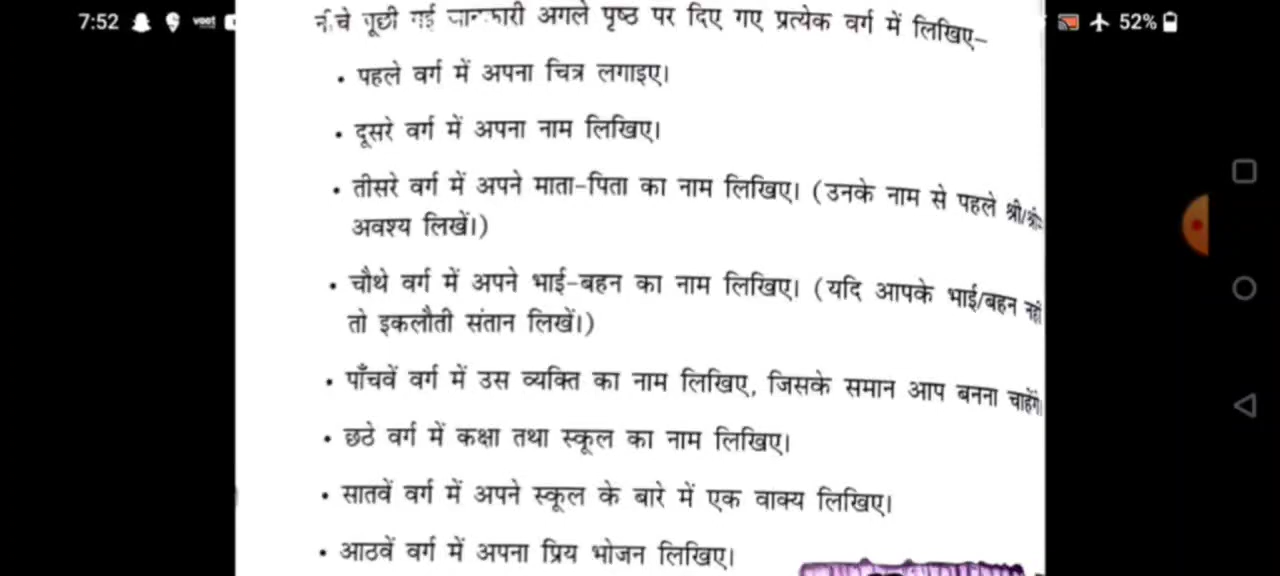 7:52 voot 52%
नीचे पूछी गई जानकारी अगले पृष्ठ पर दिए गए प्रत्येक वर्ग में लिखिए–
• पहले वर्ग में अपना चित्र लगाइए।
• दूसरे वर्ग में अपना नाम लिखिए।
• तीसरे वर्ग में अपने माता-पिता का नाम लिखिए। (उनके नाम से पहले श्री/
अवश्य लिखें।)
• चौथे वर्ग में अपने भाई-बहन का नाम लिखिए। (यदि आपके भाई/बहन नहीं
तो इकलौती संतान लिखें।)
• पाँचवें वर्ग में उस व्यक्ति का नाम लिखिए, जिसके समान आप बनना चाहेंगे।
• छठे वर्ग में कक्षा तथा स्कूल का नाम लिखिए।
• सातवें वर्ग में अपने स्कूल के बारे में एक वाक्य लिखिए।
• आठवें वर्ग में अपना प्रिय भोजन लिखिए।